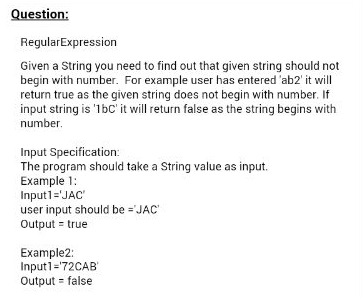 Question:
RegularExpression
Given a String you need to find out that given string should not
begin with number.  For example user has entered 'ab2' it will
return true as the given string does not begin with number. If
input string is '1bC' it will return false as the string begins with
number.
Input Specification:
The program should take a String value as input.
Example 1:
Input1='JAC'
user input should be ='JAC'
Output = true
Example2:
Input1='72CAB'
Output = false